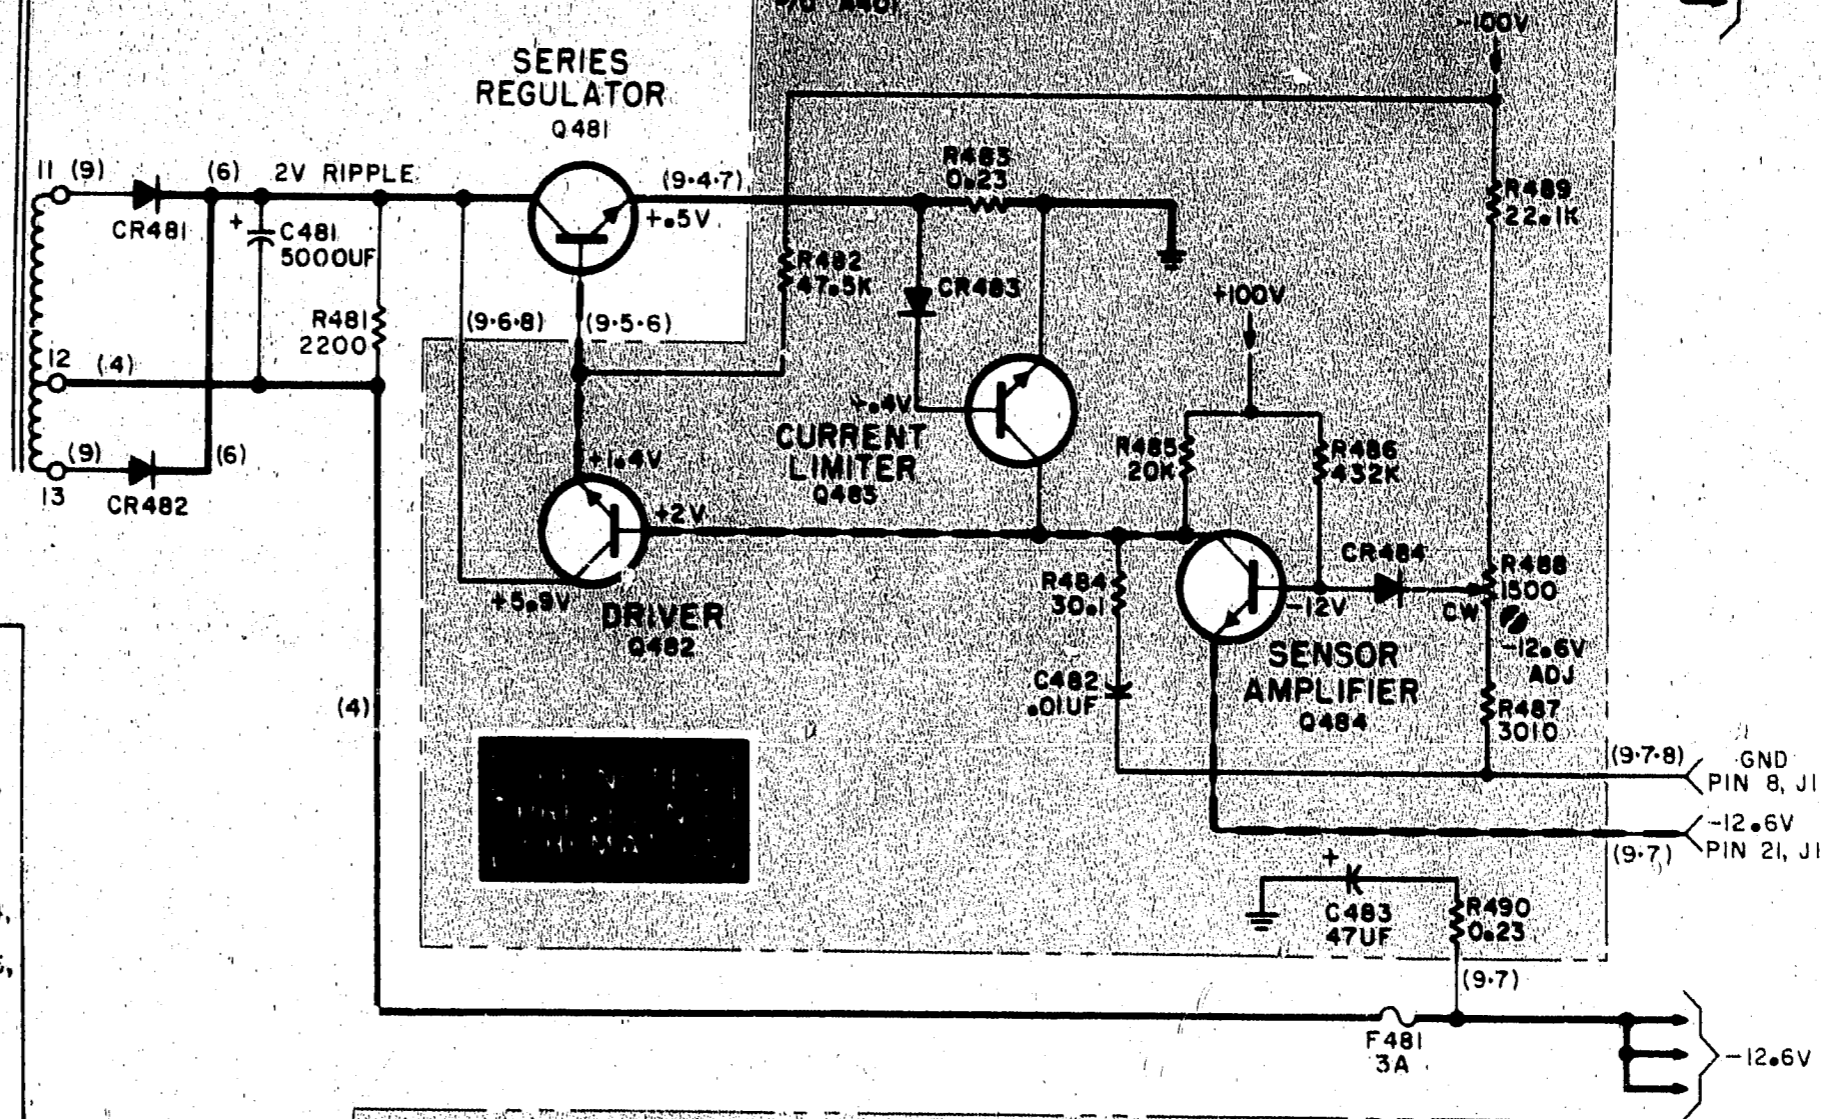 -100V
SERIES
REGULATOR
Q481
11 (9)
(6)
2V RIPPLE
(9·4·7)
+.5V
R483
0.23
R489
22.1K
CR481
+
C481
5000UF
R482
47.5K
CR483
+100V
R481
2200
(9·6·8)
(9·5·6)
12
(4)
+.4V
CURRENT
LIMITER
Q483
R485
20K
R486
432K
(9)
(6)
13
CR482
+1.4V
+2V
+5.9V
DRIVER
Q482
R484
30.1
CR484
R488
1500
-12V
CW
-12.6V
ADJ
SENSOR
AMPLIFIER
Q484
C482
.01UF
R487
3010
(4)
(9·7·8)
GND
PIN 8, J1
-12.6V
PIN 21, J1
(9·7)
+
C483
47UF
R490
0.23
(9·7)
F481
3A
-12.6V